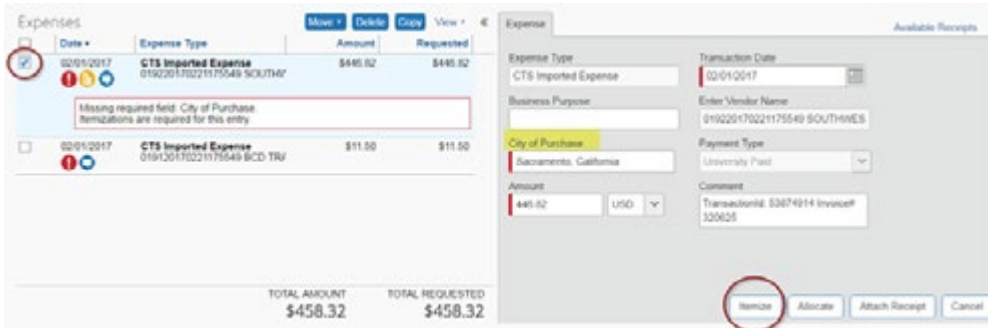 Expenses
Move ▾ Delete Copy View ▾ «
Date ▾ Expense Type Amount Requested
02/01/2017 CTS Imported Expense $446.82 $446.82
019220170221175549 SOUTHW
Missing required field: City of Purchase.
Itemizations are required for this entry.
02/01/2017 CTS Imported Expense $11.50 $11.50
019120170221175549 BCD TRA
TOTAL AMOUNT TOTAL REQUESTED
$458.32 $458.32
Expense Available Receipts
Expense Type Transaction Date
CTS Imported Expense 02/01/2017
Business Purpose Enter Vendor Name
019220170221175549 SOUTHWES
City of Purchase Payment Type
Sacramento, California University Paid
Amount Comment
446.82 USD TransactionId: 53874914 Invoice#
320625
Itemize Allocate Attach Receipt Cancel